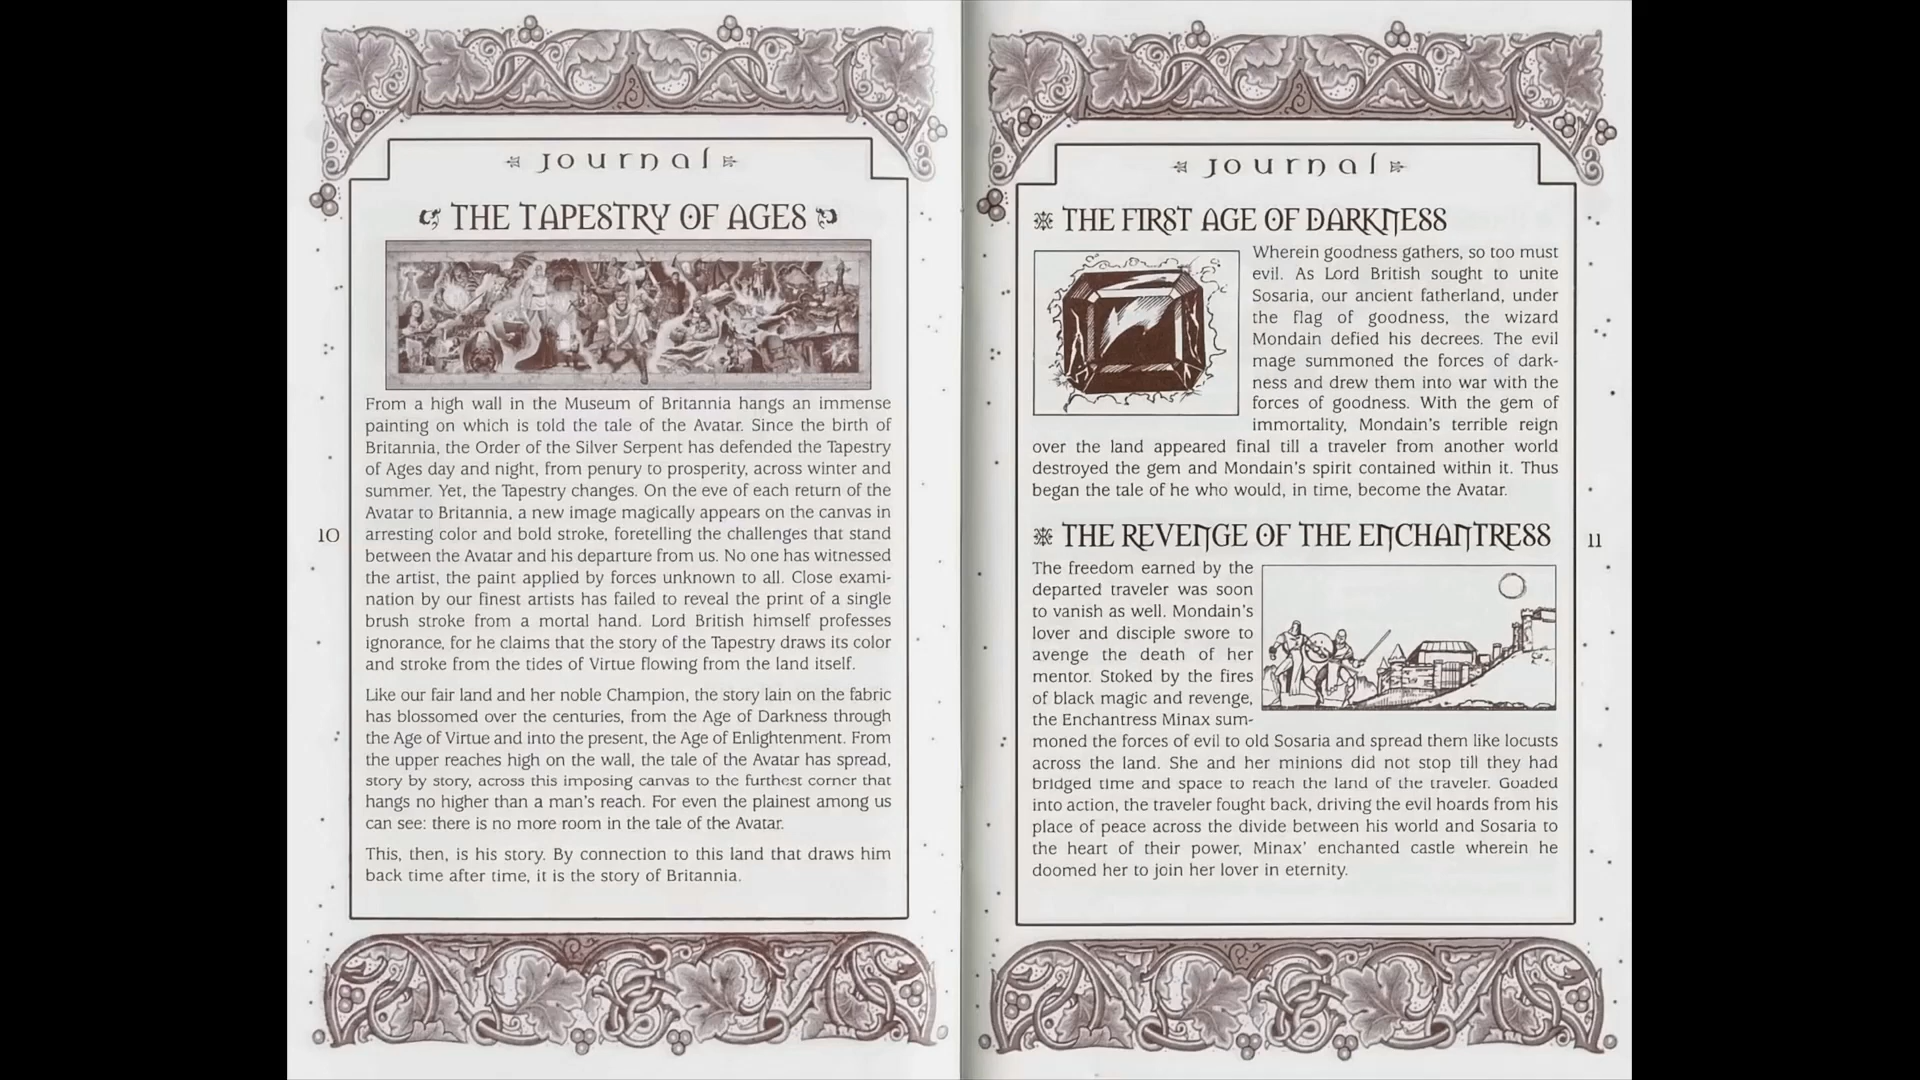 Journal
THE TAPESTRY OF AGES
From a high wall in the Museum of Britannia hangs an immense
painting on which is told the tale of the Avatar. Since the birth of
Britannia, the Order of the Silver Serpent has defended the Tapestry
of Ages day and night, from penury to prosperity, across winter and
summer. Yet, the Tapestry changes. On the eve of each return of the
Avatar to Britannia, a new image magically appears on the canvas in
arresting color and bold stroke, foretelling the challenges that stand
between the Avatar and his departure from us. No one has witnessed
the artist, the paint applied by forces unknown to all. Close exami-
nation by our finest artists has failed to reveal the print of a single
brush stroke from a mortal hand. Lord British himself professes
ignorance, for he claims that the story of the Tapestry draws its color
and stroke from the tides of Virtue flowing from the land itself.
Like our fair land and her noble Champion, the story lain on the fabric
has blossomed over the centuries, from the Age of Darkness through
the Age of Virtue and into the present, the Age of Enlightenment. From
the upper reaches high on the wall, the tale of the Avatar has spread,
story by story, across this imposing canvas to the furthest corner that
hangs no higher than a man's reach. For even the plainest among us
can see: there is no more room in the tale of the Avatar.
This, then, is his story. By connection to this land that draws him
back time after time, it is the story of Britannia.
10
Journal
THE FIRST AGE OF DARKNESS
Wherein goodness gathers, so too must
evil. As Lord British sought to unite
Sosaria, our ancient fatherland, under
the flag of goodness, the wizard
Mondain defied his decrees. The evil
mage summoned the forces of dark-
ness and drew them into war with the
forces of goodness. With the gem of
immortality, Mondain's terrible reign
over the land appeared final till a traveler from another world
destroyed the gem and Mondain's spirit contained within it. Thus
began the tale of he who would, in time, become the Avatar.
THE REVENGE OF THE ENCHANTRESS
The freedom earned by the
departed traveler was soon
to vanish as well. Mondain's
lover and disciple swore to
avenge the death of her
mentor. Stoked by the fires
of black magic and revenge,
the Enchantress Minax sum-
moned the forces of evil to old Sosaria and spread them like locusts
across the land. She and her minions did not stop till they had
bridged time and space to reach the land of the traveler. Goaded
into action, the traveler fought back, driving the evil hoards from his
place of peace across the divide between his world and Sosaria to
the heart of their power, Minax' enchanted castle wherein he
doomed her to join her lover in eternity.
11